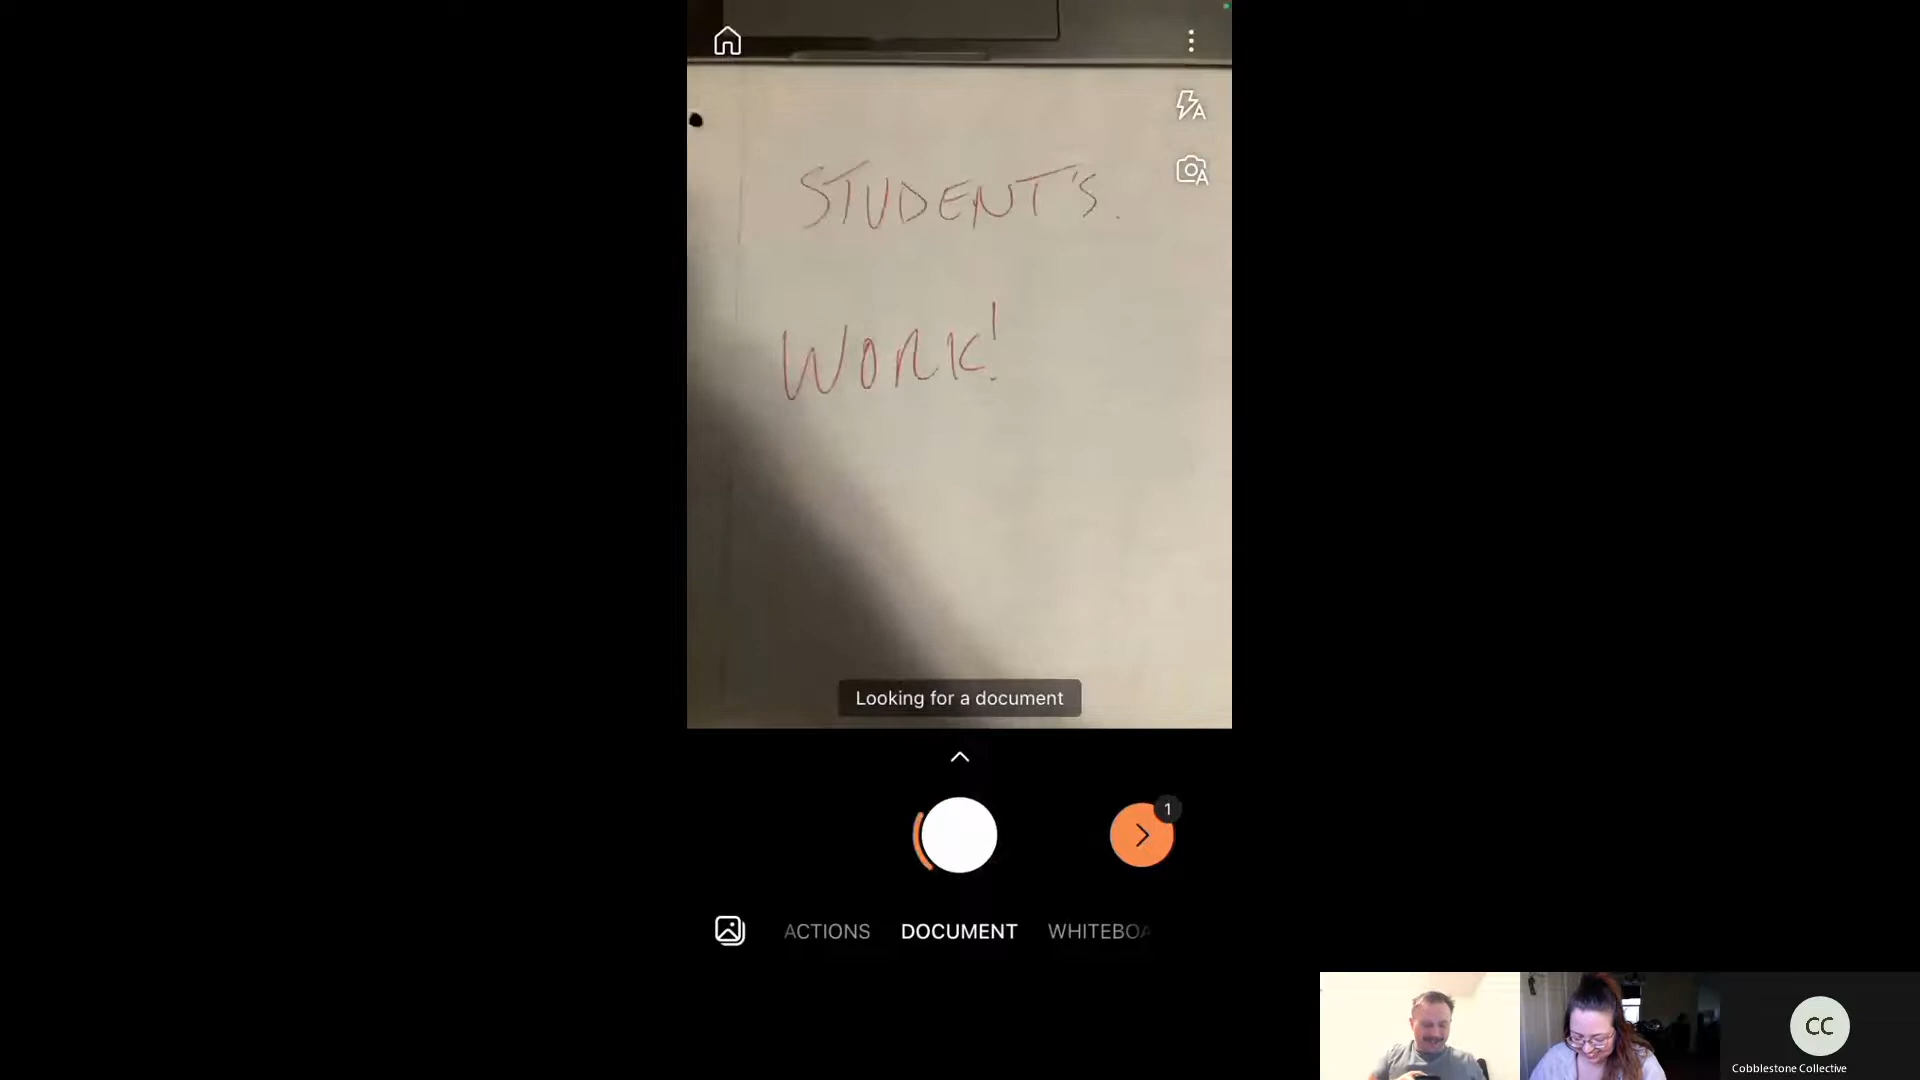 STUDENT'S
WORK!
Looking for a document
1
ACTIONS DOCUMENT WHITEBOA
CC
Cobblestone Collective